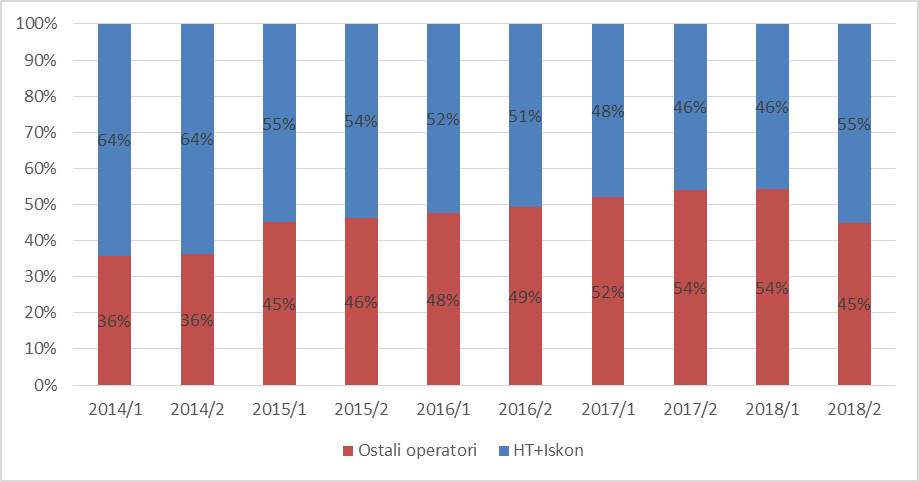 100%
90%
80%
70%
60%
50%
40%
30%
20%
10%
0%
64% 64% 55% 54% 52% 51% 48% 46% 46% 55%
36% 36% 45% 46% 48% 49% 52% 54% 54% 45%
2014/1 2014/2 2015/1 2015/2 2016/1 2016/2 2017/1 2017/2 2018/1 2018/2
Ostali operatori HT+Iskon